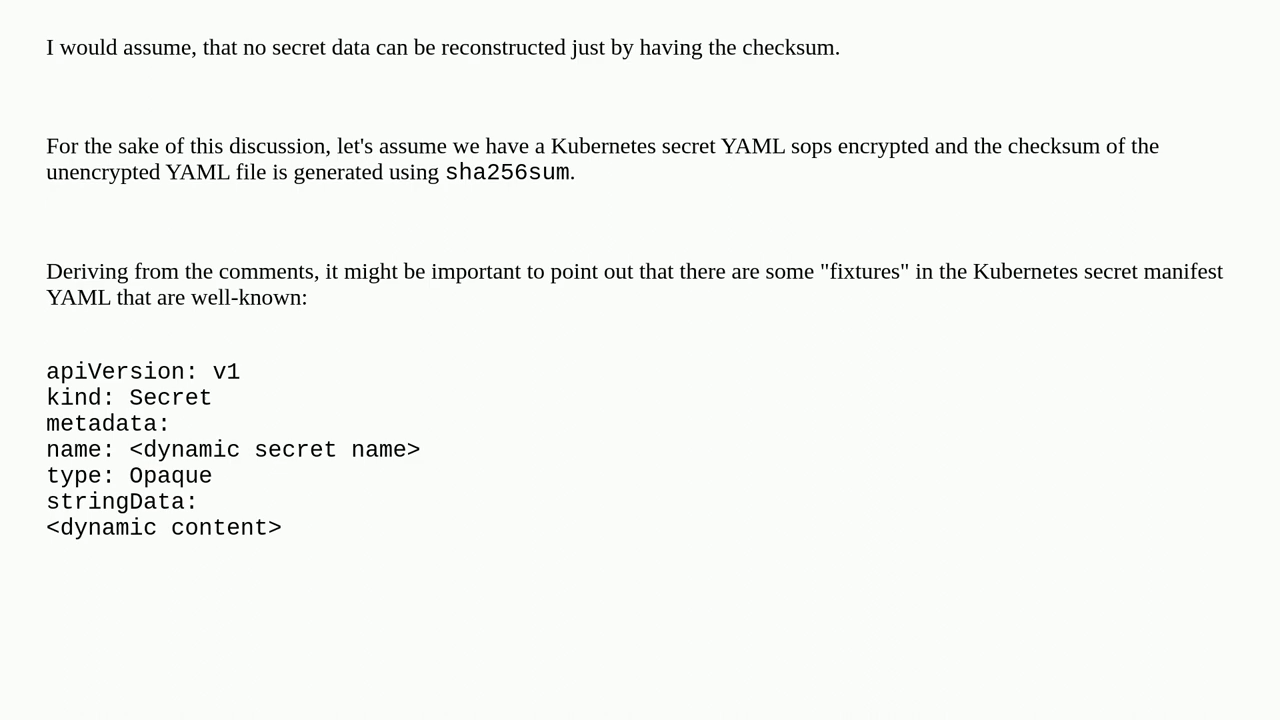 I would assume, that no secret data can be reconstructed just by having the checksum.
For the sake of this discussion, let's assume we have a Kubernetes secret YAML sops encrypted and the checksum of the
unencrypted YAML file is generated using sha256sum.
Deriving from the comments, it might be important to point out that there are some "fixtures" in the Kubernetes secret manifest
YAML that are well-known:
apiVersion: v1
kind: Secret
metadata:
name: <dynamic secret name>
type: Opaque
stringData:
<dynamic content>